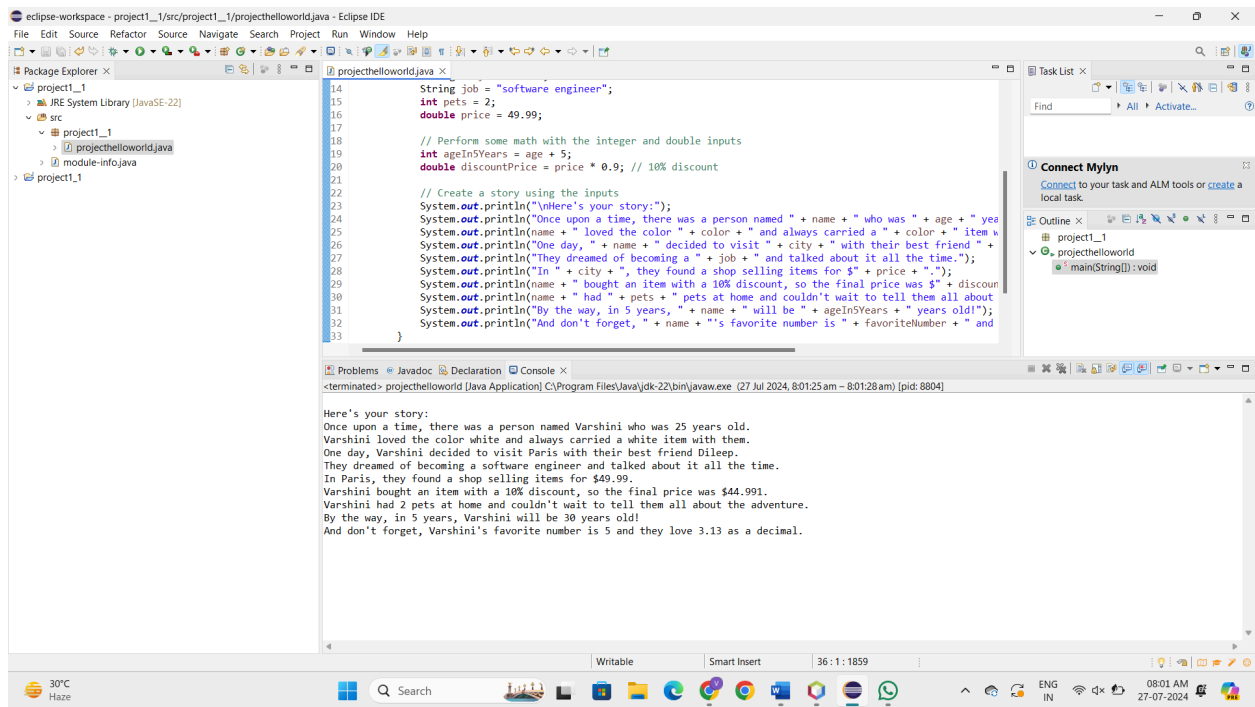 eclipse-workspace - project1__1/src/project1__1/projecthelloworld.java - Eclipse IDE
File Edit Source Refactor Source Navigate Search Project Run Window Help
Package Explorer
project1__1
JRE System Library [JavaSE-22]
src
project1__1
projecthelloworld.java
module-info.java
project1_1
projecthelloworld.java
14 String job = "software engineer";
15 int pets = 2;
16 double price = 49.99;
17
18 // Perform some math with the integer and double inputs
19 int ageIn5Years = age + 5;
20 double discountPrice = price * 0.9; // 10% discount
21
22 // Create a story using the inputs
23 System.out.println("\nHere's your story:");
24 System.out.println("Once upon a time, there was a person named " + name + " who was " + age + " yea
25 System.out.println(name + " loved the color " + color + " and always carried a " + color + " item w
26 System.out.println("One day, " + name + " decided to visit " + city + " with their best friend " +
27 System.out.println("They dreamed of becoming a " + job + " and talked about it all the time.");
28 System.out.println("In " + city + ", they found a shop selling items for $" + price + ".");
29 System.out.println(name + " bought an item with a 10% discount, so the final price was $" + discoun
30 System.out.println(name + " had " + pets + " pets at home and couldn't wait to tell them all about
31 System.out.println("By the way, in 5 years, " + name + " will be " + ageIn5Years + " years old!");
32 System.out.println("And don't forget, " + name + "'s favorite number is " + favoriteNumber + " and
33 }
Task List
Find All Activate...
Connect Mylyn
Connect to your task and ALM tools or create a
local task.
Outline
project1__1
projecthelloworld
main(String[]) : void
Problems Javadoc Declaration Console
<terminated> projecthelloworld [Java Application] C:\Program Files\Java\jdk-22\bin\javaw.exe (27 Jul 2024, 8:01:25 am – 8:01:28 am) [pid: 8804]
Here's your story:
Once upon a time, there was a person named Varshini who was 25 years old.
Varshini loved the color white and always carried a white item with them.
One day, Varshini decided to visit Paris with their best friend Dileep.
They dreamed of becoming a software engineer and talked about it all the time.
In Paris, they found a shop selling items for $49.99.
Varshini bought an item with a 10% discount, so the final price was $44.991.
Varshini had 2 pets at home and couldn't wait to tell them all about the adventure.
By the way, in 5 years, Varshini will be 30 years old!
And don't forget, Varshini's favorite number is 5 and they love 3.13 as a decimal.
Writable Smart Insert 36 : 1 : 1859
30°C
Haze
Search
ENG
IN
08:01 AM
27-07-2024